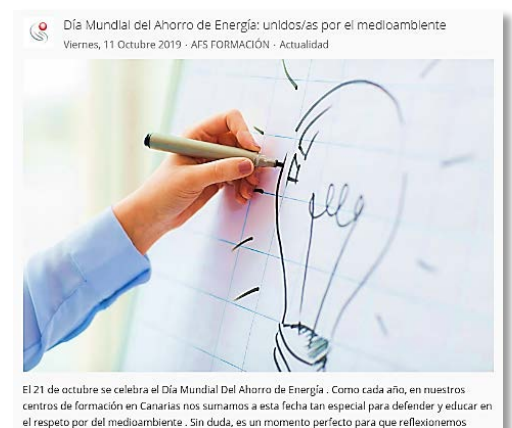 Día Mundial del Ahorro de Energía: unidos/as por el medioambiente
Viernes, 11 Octubre 2019 - AFS FORMACIÓN - Actualidad
El 21 de octubre se celebra el Día Mundial Del Ahorro de Energía . Como cada año, en nuestros
centros de formación en Canarias nos sumamos a esta fecha tan especial para defender y educar en
el respeto por del medioambiente . Sin duda, es un momento perfecto para que reflexionemos